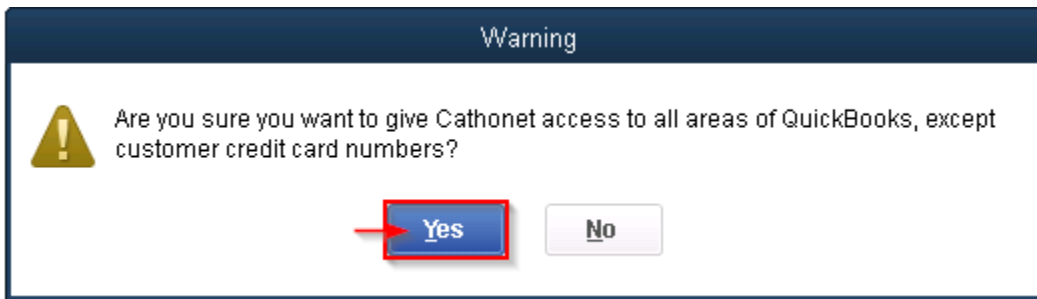 Warning
Are you sure you want to give Cathonet access to all areas of QuickBooks, except
customer credit card numbers?
Yes
No